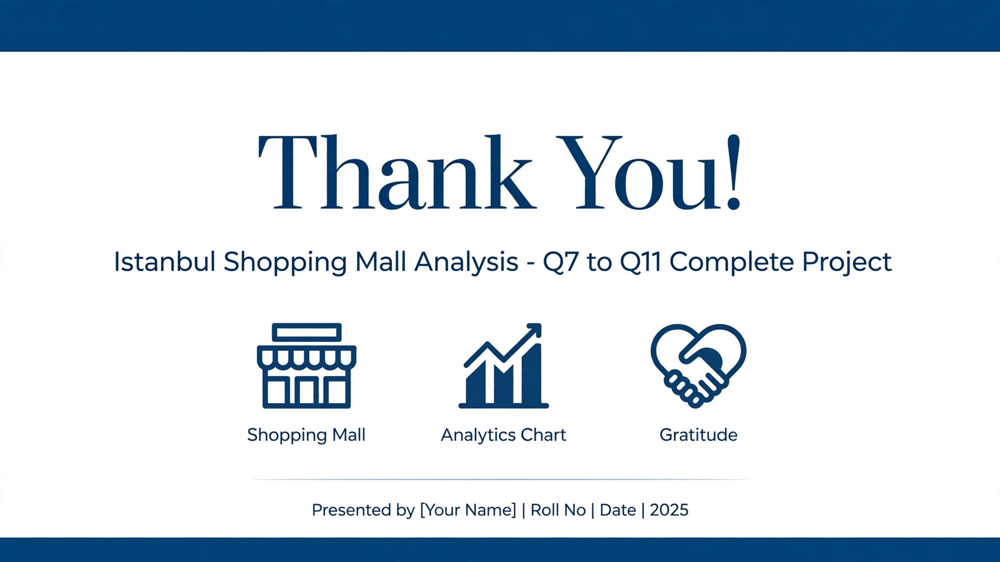 Thank You!
Istanbul Shopping Mall Analysis - Q7 to Q11 Complete Project
Shopping Mall
Analytics Chart
Gratitude
Presented by [Your Name] | Roll No | Date | 2025